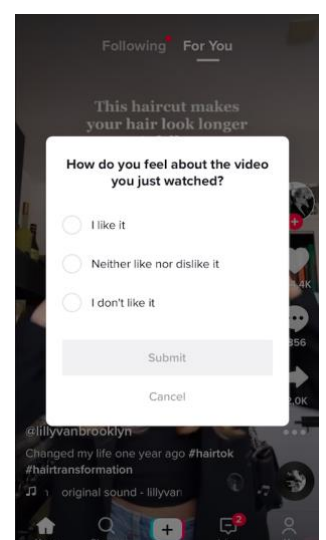 Following For You
This haircut makes
your hair look longer
How do you feel about the video
you just watched?
I like it
Neither like nor dislike it
I don't like it
856
Submit
Cancel
@lillyvanbrooklyn
Changed my life one year ago #hairtok
#hairtransformation
original sound - lillyvan
2